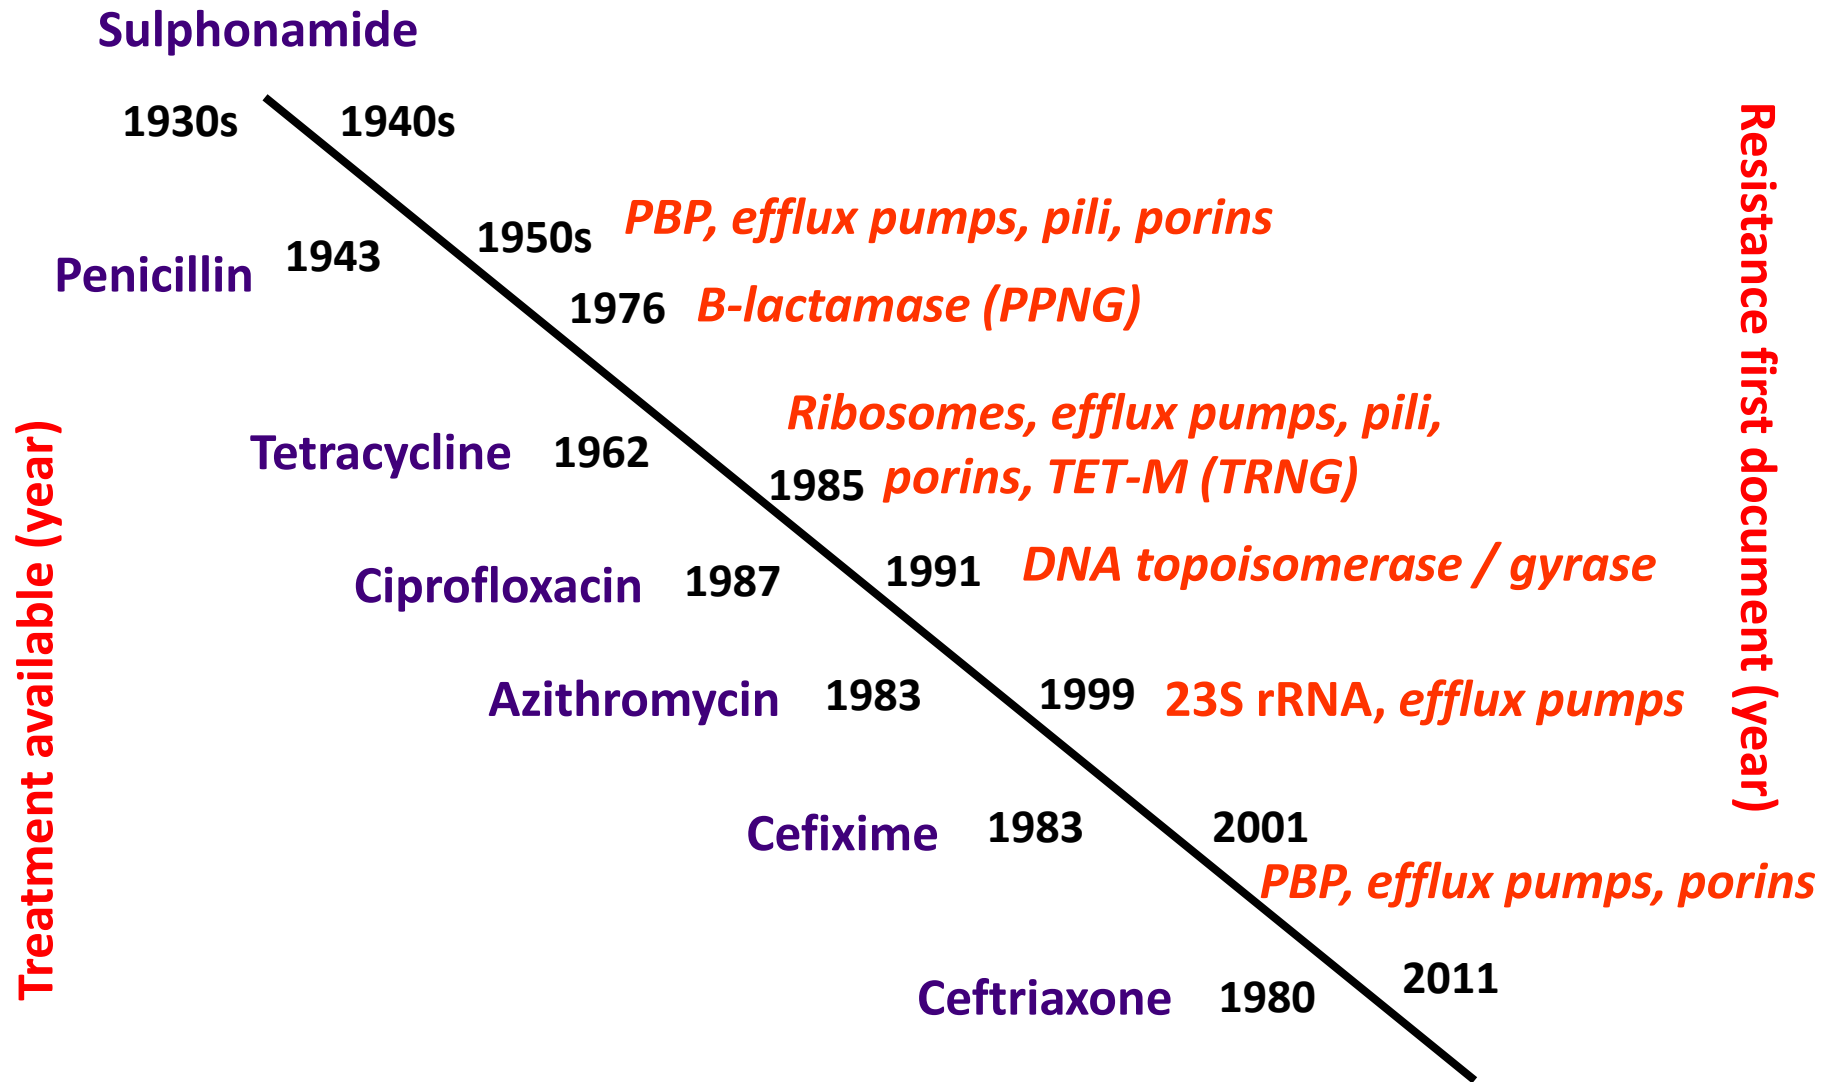 Sulphonamide
1930s 1940s
1950s PBP, efflux pumps, pili, porins
Penicillin 1943
1976 B-lactamase (PPNG)
Ribosomes, efflux pumps, pili,
Tetracycline 1962
1985 porins, TET-M (TRNG)
Ciprofloxacin 1987 1991 DNA topoisomerase / gyrase
Azithromycin 1983 1999 23S rRNA, efflux pumps
Cefixime 1983 2001
PBP, efflux pumps, porins
Ceftriaxone 1980 2011
Treatment available (year)
Resistance first document (year)